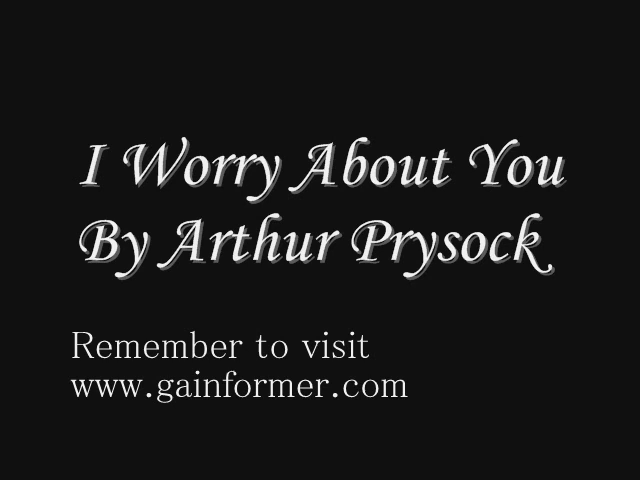 I Worry About You
By Arthur Prysock
Remember to visit
www.gainformer.com